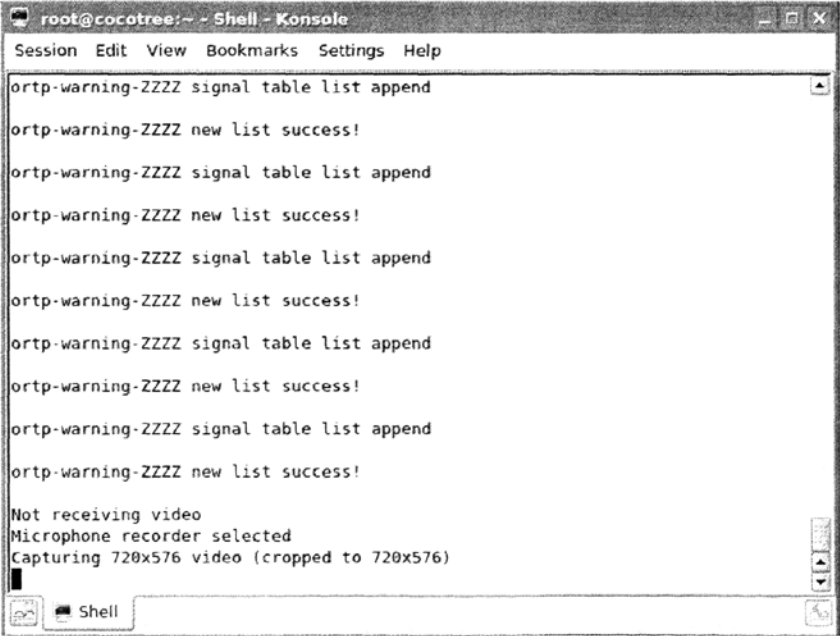 root@cocotree:~ - Shell - Konsole
Session Edit View Bookmarks Settings Help
ortp-warning-ZZZZ signal table list append
ortp-warning-ZZZZ new list success!
ortp-warning-ZZZZ signal table list append
ortp-warning-ZZZZ new list success!
ortp-warning-ZZZZ signal table list append
ortp-warning-ZZZZ new list success!
ortp-warning-ZZZZ signal table list append
ortp-warning-ZZZZ new list success!
ortp-warning-ZZZZ signal table list append
ortp-warning-ZZZZ new list success!
Not receiving video
Microphone recorder selected
Capturing 720x576 video (cropped to 720x576)
Shell